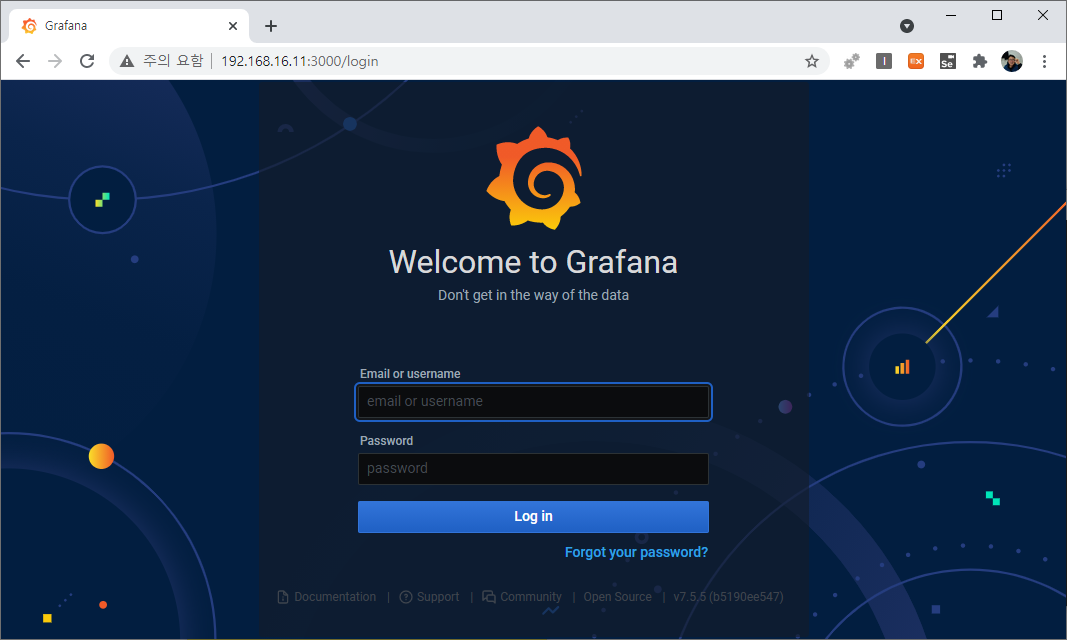 Grafana
주의 요함 | 192.168.16.11:3000/login
I
EX
Se
Welcome to Grafana
Don't get in the way of the data
Email or username
email or username
Password
password
Log in
Forgot your password?
Documentation | Support | Community | Open Source | v7.5.5 (b5190ee547)